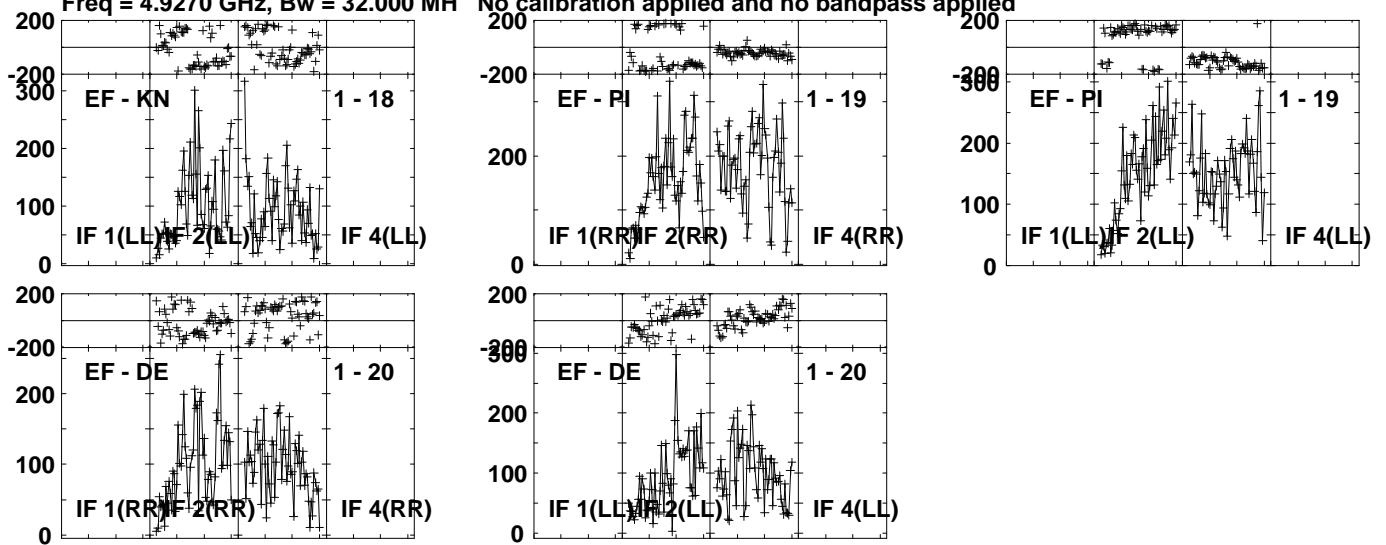 Freq = 4.9270 GHz, Bw = 32.000 MH No calibration applied and no bandpass applied
200
-200
300
200
100
0
EF - KN
1 - 18
IF 1(LL)
IF 2(LL)
IF 4(LL)
200
-200
200
0
EF - PI
1 - 19
IF 1(RR)
IF 2(RR)
IF 4(RR)
200
-200
300
200
100
0
EF - PI
1 - 19
IF 1(LL)
IF 2(LL)
IF 4(LL)
200
-200
200
100
0
EF - DE
1 - 20
IF 1(RR)
IF 2(RR)
IF 4(RR)
200
-200
300
200
100
0
EF - DE
1 - 20
IF 1(LL)
IF 2(LL)
IF 4(LL)